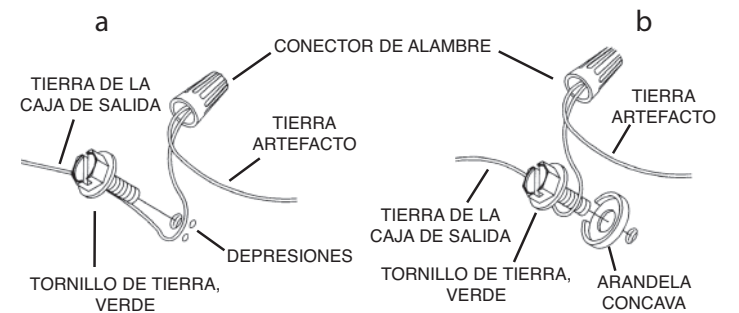 a
b
CONECTOR DE ALAMBRE
TIERRA DE LA
CAJA DE SALIDA
TIERRA
ARTEFACTO
TIERRA
ARTEFACTO
TIERRA DE LA
CAJA DE SALIDA
DEPRESIONES
TORNILLO DE TIERRA,
VERDE
TORNILLO DE TIERRA,
VERDE
ARANDELA
CONCAVA